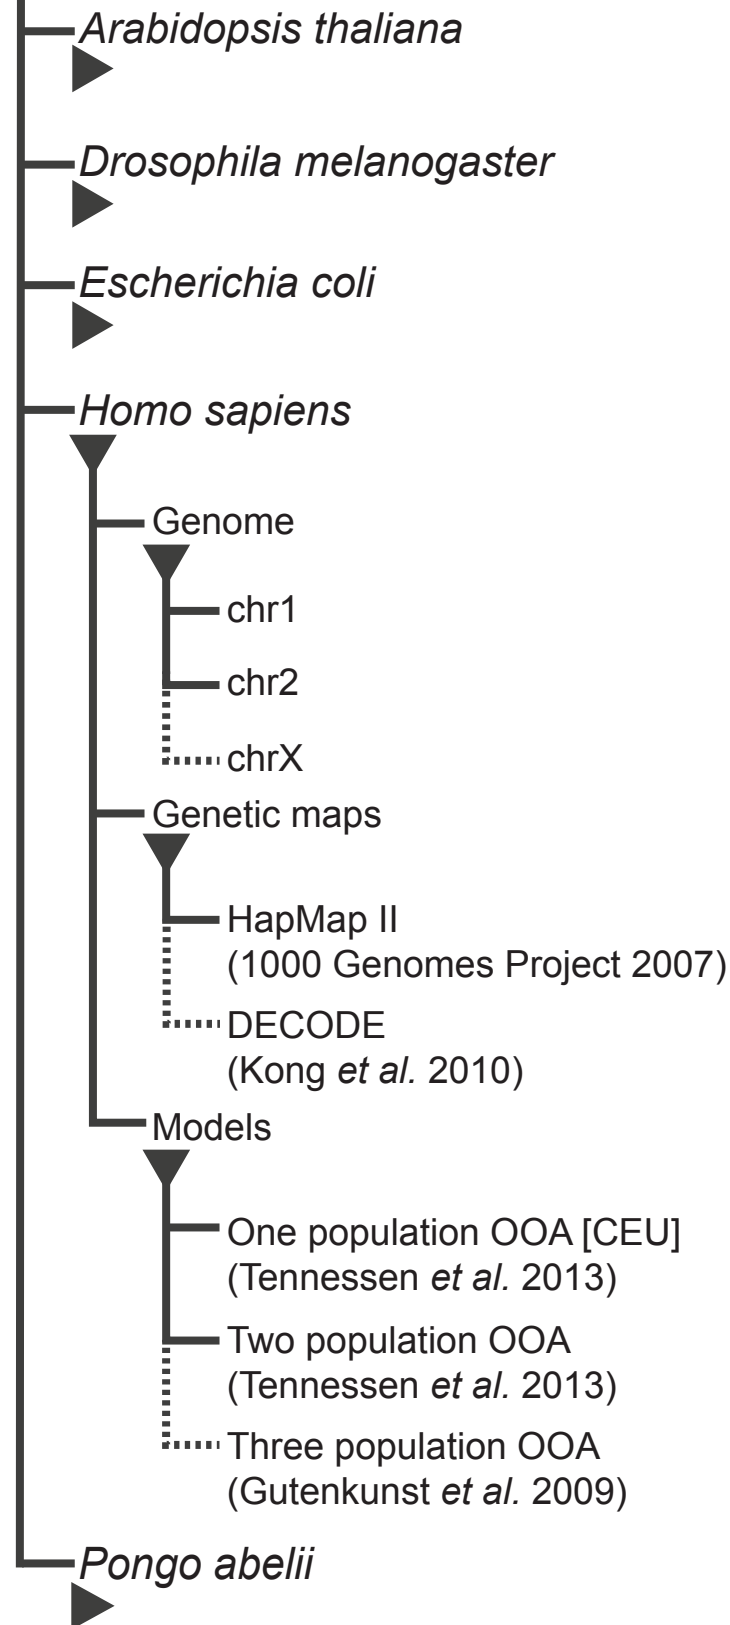 Arabidopsis thaliana
Drosophila melanogaster
Escherichia coli
Homo sapiens
Genome
chr1
chr2
chrX
Genetic maps
HapMap II
(1000 Genomes Project 2007)
DECODE
(Kong et al. 2010)
Models
One population OOA [CEU]
(Tennessen et al. 2013)
Two population OOA
(Tennessen et al. 2013)
Three population OOA
(Gutenkunst et al. 2009)
Pongo abelii